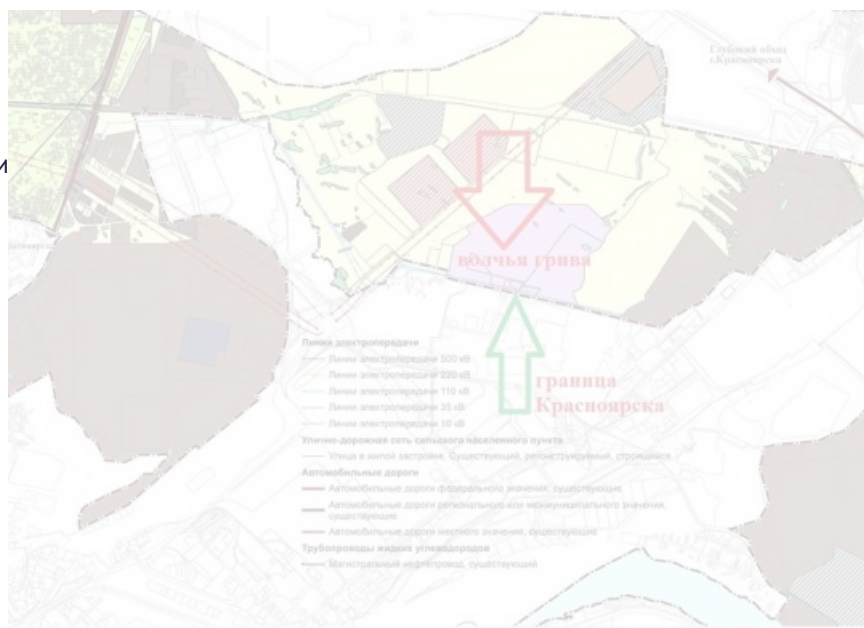 и
Глубокий обход
г.Красноярска
волчья грива
граница
Красноярска
Линии электропередачи
Линии электропередачи 500 кВ
Линии электропередачи 220 кВ
Линии электропередачи 110 кВ
Линии электропередачи 35 кВ
Линии электропередачи 10 кВ
Улично-дорожная сеть сельского населенного пункта
Улица в жилой застройке. Существующий, реконструируемый, строящийся
Автомобильные дороги
Автомобильные дороги федерального значения, существующие
Автомобильные дороги регионального или межмуниципального значения,
существующие
Автомобильные дороги местного значения, существующие
Трубопроводы жидких углеводородов
Магистральный нефтепровод, существующий